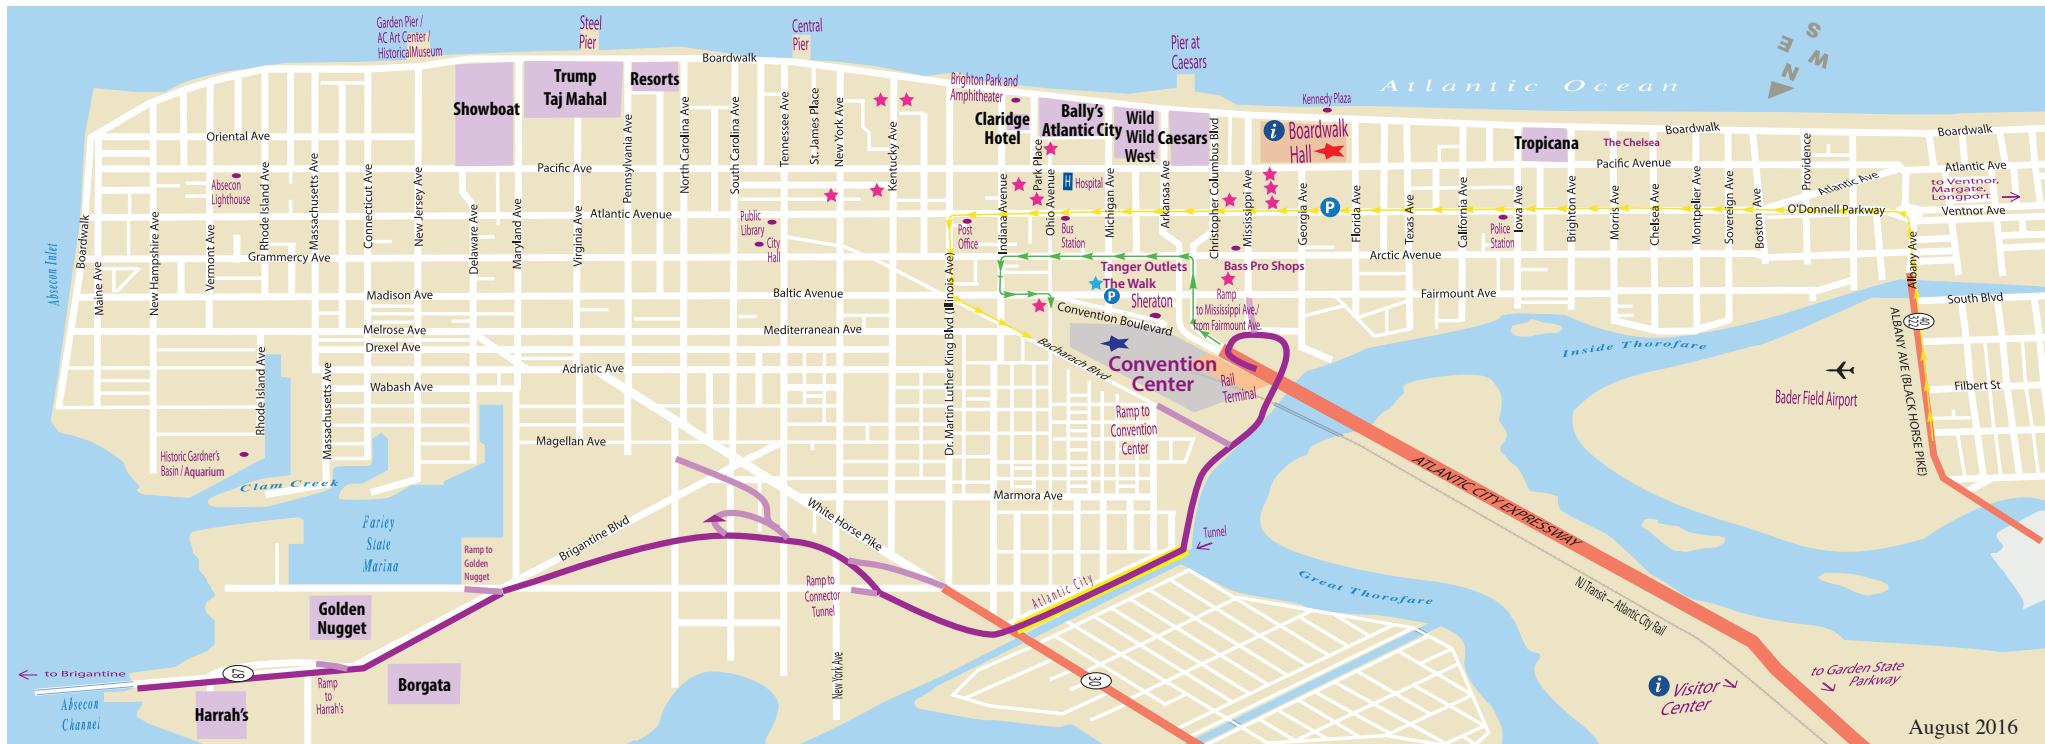 Garden Pier /
AC Art Center /
HistoricalMuseum
Steel
Pier
Central
Pier
Pier at
Caesars
Atlantic Ocean
S
W
E
N
Boardwalk
Showboat
Trump
Taj Mahal
Resorts
Brighton Park and
Amphitheater
Claridge
Hotel
Bally's
Atlantic City
Wild
Wild
West
Caesars
Kennedy Plaza
i
Boardwalk
Hall
Tropicana
The Chelsea
Boardwalk
Boardwalk
Oriental Ave
Pacific Ave
Pacific Avenue
Atlantic Ave
Atlantic Ave
to Ventnor,
Margate,
Longport
Ventnor Ave
O'Donnell Parkway
Providence
Absecon
Lighthouse
Atlantic Avenue
Public
Library
City
Hall
Post
Office
H
Hospital
Bus
Station
P
Police
Station
Boardwalk
Maine Ave
New Hampshire Ave
Vermont Ave
Rhode Island Ave
Massachusetts Ave
Connecticut Ave
New Jersey Ave
Delaware Ave
Maryland Ave
Virginia Ave
Pennsylvania Ave
North Carolina Ave
South Carolina Ave
Tennessee Ave
St. James Place
New York Ave
Kentucky Ave
Dr. Martin Luther King Blvd (Illinois Ave)
Indiana Avenue
Park Place
Ohio Avenue
Michigan Ave
Arkansas Ave
Christopher Columbus Blvd
Mississippi Ave
Georgia Ave
Florida Ave
Texas Ave
California Ave
Iowa Ave
Brighton Ave
Morris Ave
Chelsea Ave
Montpelier Ave
Sovereign Ave
Boston Ave
Albany Ave
Absecon Inlet
Grammercy Ave
Arctic Avenue
Madison Ave
Baltic Avenue
Fairmount Ave
South Blvd
Melrose Ave
Mediterranean Ave
Drexel Ave
Adriatic Ave
Wabash Ave
Filbert St
Tanger Outlets
The Walk
P
Sheraton
Bass Pro Shops
Ramp
to Mississippi Ave./
from Fairmount Ave.
Convention Boulevard
Bacharach Blvd
Convention
Center
Rail
Terminal
Ramp to
Convention
Center
Inside Thorofare
40
322
ALBANY AVE (BLACK HORSE PIKE)
Bader Field Airport
Rhode Island Ave
Massachusetts Ave
Magellan Ave
Historic Gardner's
Basin / Aquarium
Clam Creek
Farley
State
Marina
Marmora Ave
White Horse Pike
Brigantine Blvd
ATLANTIC CITY EXPRESSWAY
NJ Transit — Atlantic City Rail
Tunnel
Great Thorofare
Ramp to
Golden
Nugget
Ramp to
Connector
Tunnel
Atlantic City
Golden
Nugget
Borgata
Harrah's
Ramp
to
Harrah's
87
to Brigantine
Absecon
Channel
New York Ave
30
i
Visitor
Center
to Garden State
Parkway
August 2016